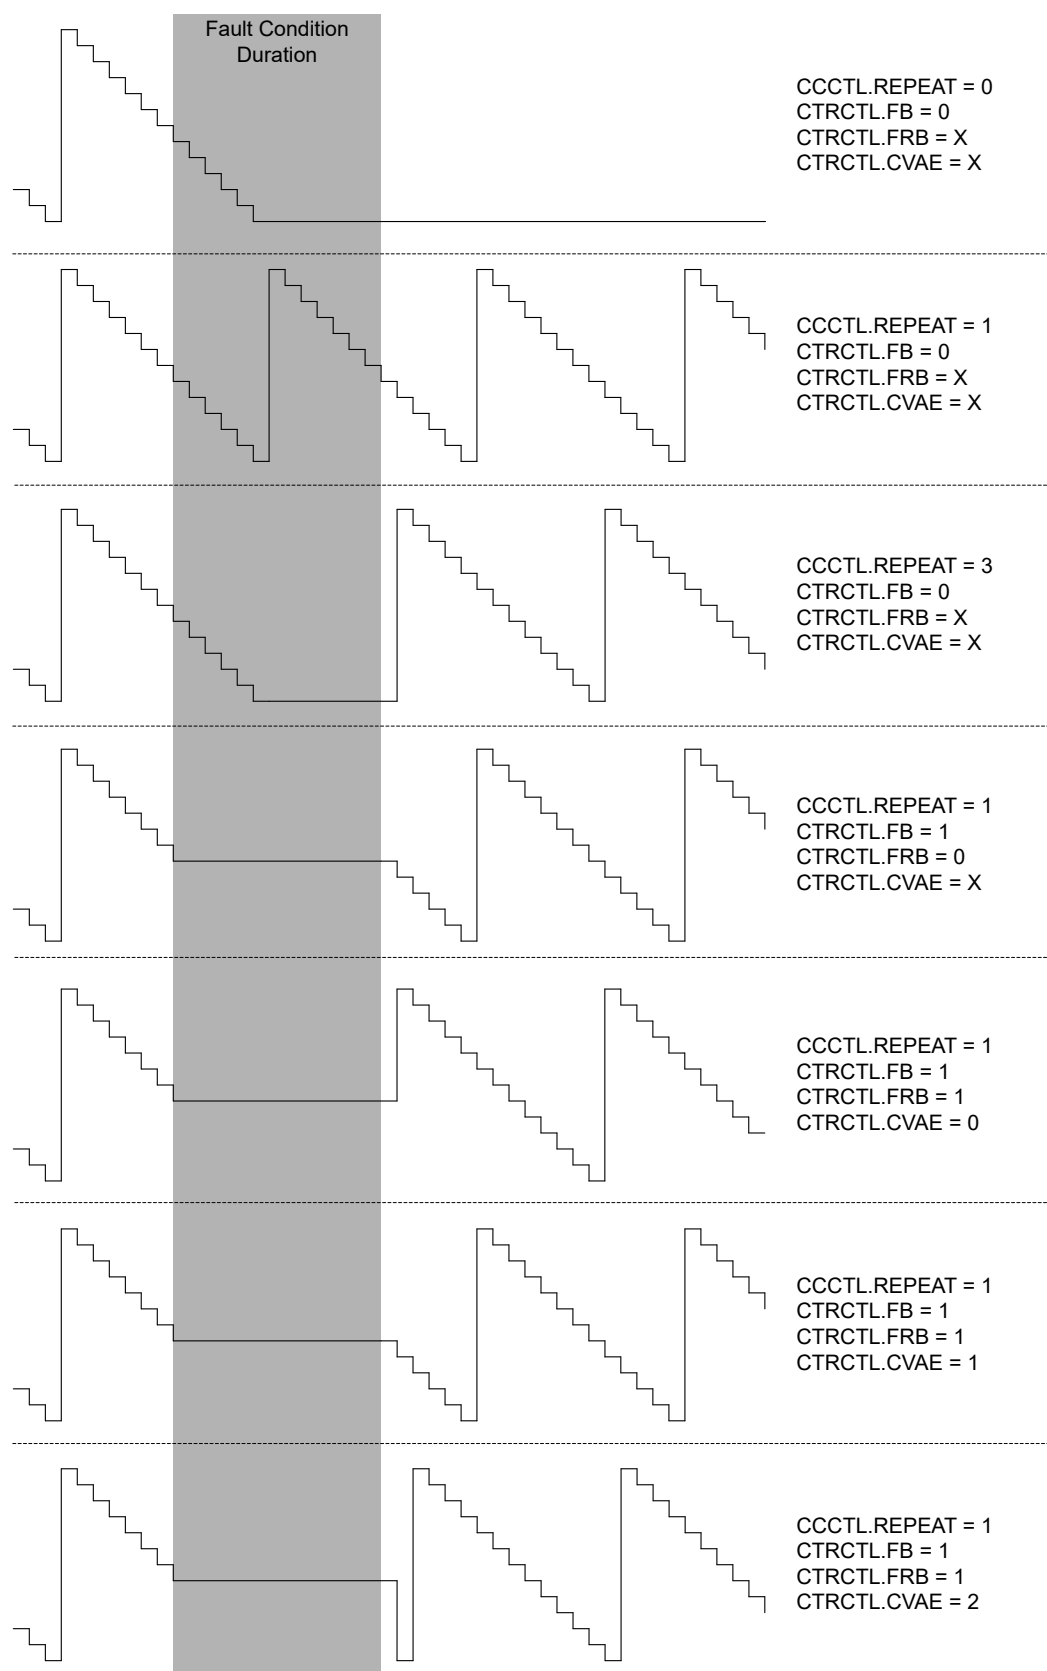 Fault Condition
Duration
CCCTL.REPEAT = 0
CTRCTL.FB = 0
CTRCTL.FRB = X
CTRCTL.CVAE = X
CCCTL.REPEAT = 1
CTRCTL.FB = 0
CTRCTL.FRB = X
CTRCTL.CVAE = X
CCCTL.REPEAT = 3
CTRCTL.FB = 0
CTRCTL.FRB = X
CTRCTL.CVAE = X
CCCTL.REPEAT = 1
CTRCTL.FB = 1
CTRCTL.FRB = 0
CTRCTL.CVAE = X
CCCTL.REPEAT = 1
CTRCTL.FB = 1
CTRCTL.FRB = 1
CTRCTL.CVAE = 0
CCCTL.REPEAT = 1
CTRCTL.FB = 1
CTRCTL.FRB = 1
CTRCTL.CVAE = 1
CCCTL.REPEAT = 1
CTRCTL.FB = 1
CTRCTL.FRB = 1
CTRCTL.CVAE = 2